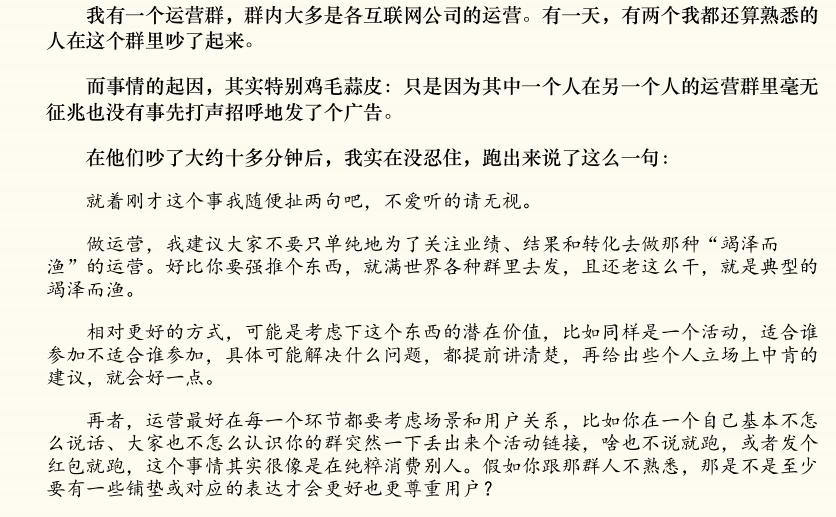 我有一个运营群，群内大多是各互联网公司的运营。有一天，有两个我都还算熟悉的
人在这个群里吵了起来。
而事情的起因，其实特别鸡毛蒜皮：只是因为其中一个人在另一个人的运营群里毫无
征兆也没有事先打声招呼地发了个广告。
在他们吵了大约十多分钟后，我实在没忍住，跑出来说了这么一句：
就着刚才这个事我随便扯两句吧，不爱听的请无视。
做运营，我建议大家不要只单纯地为了关注业绩、结果和转化去做那种“竭泽而
渔”的运营。好比你要强推个东西，就满世界各种群里去发，且还老这么干，就是典型的
竭泽而渔。
相对更好的方式，可能是考虑下这个东西的潜在价值，比如同样是一个活动，适合谁
参加不适合谁参加，具体可能解决什么问题，都提前讲清楚，再给出些个人立场上中肯的
建议，就会好一点。
再者，运营最好在每一个环节都要考虑场景和用户关系，比如你在一个自己基本不怎
么说话、大家也不怎么认识你的群突然一下丢出来个活动链接，啥也不说就跑，或者发个
红包就跑，这个事情其实很像是在纯粹消费别人。假如你跟那群人不熟悉，那是不是至少
要有一些铺垫或对应的表达才会更好也更尊重用户？